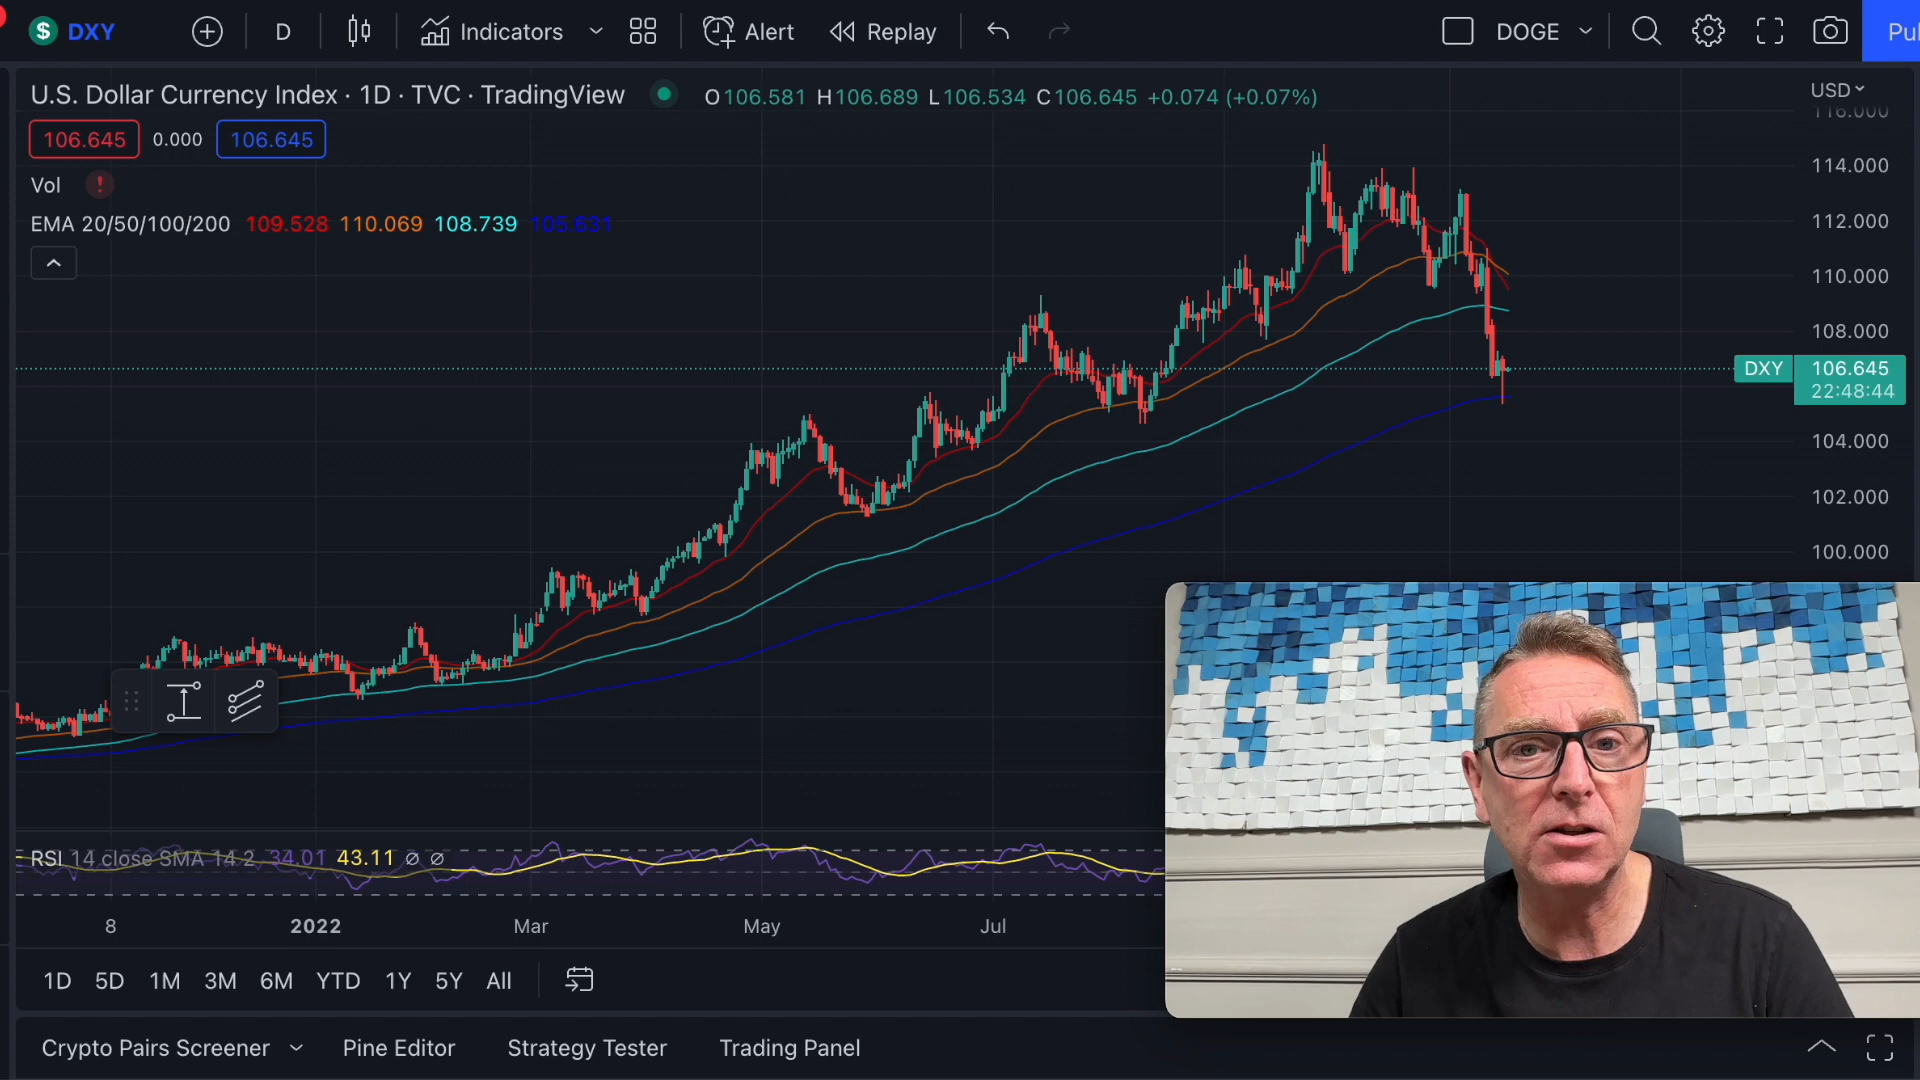 $ DXY D Indicators Alert Replay DOGE
U.S. Dollar Currency Index · 1D · TVC · TradingView O106.581 H106.689 L106.534 C106.645 +0.074 (+0.07%) USD
106.645 0.000 106.645
Vol !
EMA 20/50/100/200 109.528 110.069 108.739 105.631
116.000
114.000
112.000
110.000
108.000
DXY 106.645
22:48:44
104.000
102.000
100.000
RSI 14 close SMA 14 2 34.01 43.11 ∅ ∅
8 2022 Mar May Jul
1D 5D 1M 3M 6M YTD 1Y 5Y All
Crypto Pairs Screener Pine Editor Strategy Tester Trading Panel